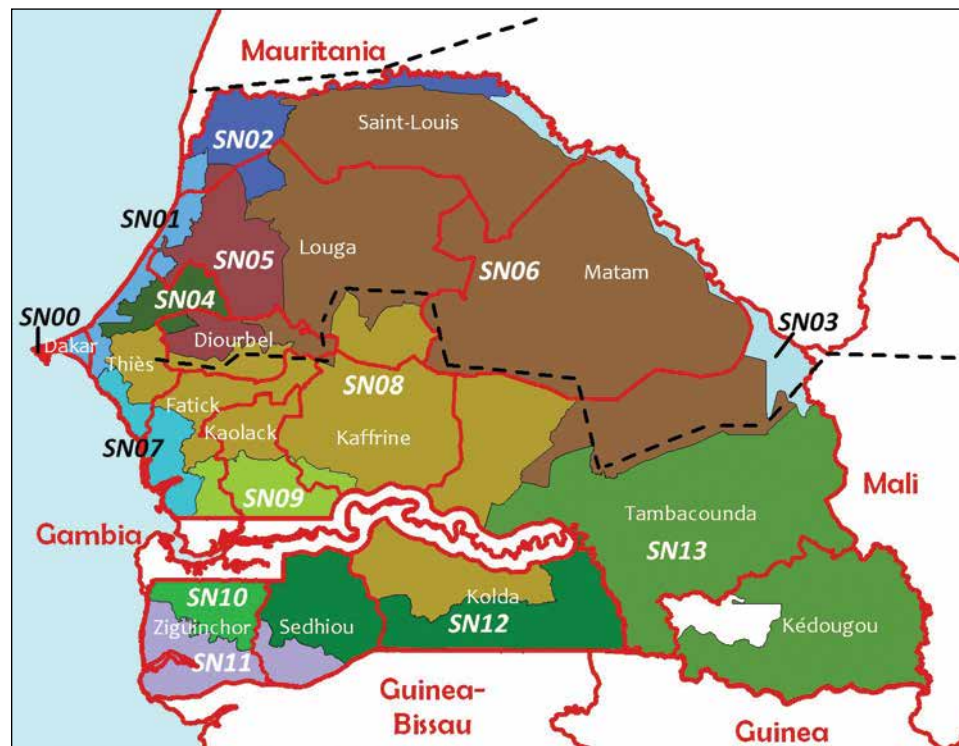 Mauritania
Saint-Louis
SN02
SN01
Louga
SN05
SN06
Matam
SN04
SN00
SN03
Dakar
Diourbel
Thiès
SN08
Fatick
Kaolack
Kaffrine
SN07
Mali
SN09
Tambacounda
Gambia
SN13
SN10
Kolda
Ziguinchor
Sedhiou
SN12
Kédougou
SN11
Guinea-
Bissau
Guinea